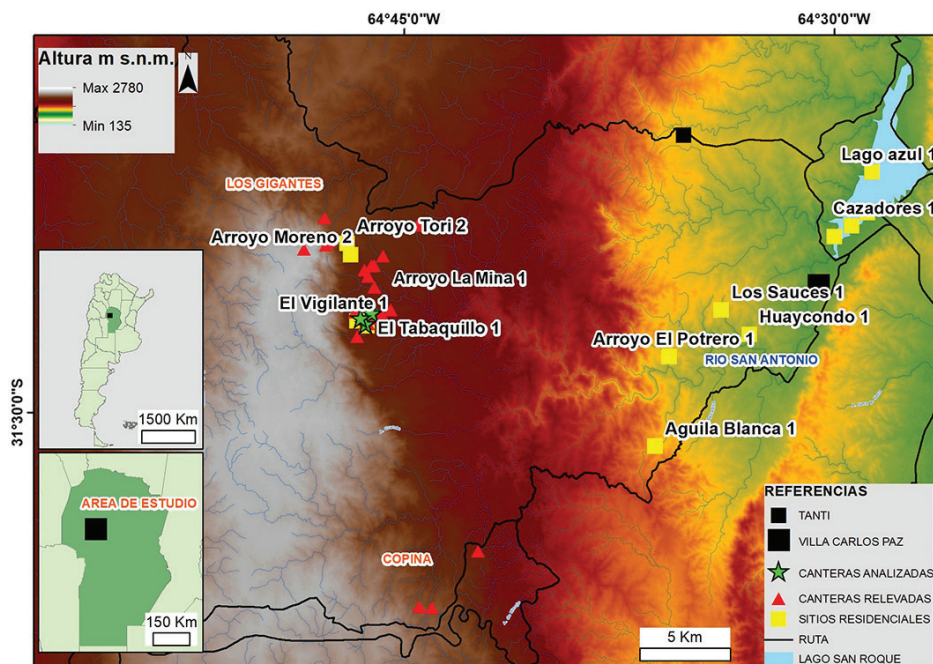 64°45'0"W
64°30'0"W
Altura m s.n.m.
N
Max 2780
Min 135
LOS GIGANTES
Lago azul 1
Cazadores 1
Arroyo Tori 2
Arroyo Moreno 2
Arroyo La Mina 1
El Vigilante 1
El Tabaquillo 1
Los Sauces 1
Huaycondo 1
Arroyo El Potrero 1
RIO SAN ANTONIO
31°30'0"S
Aguila Blanca 1
1500 Km
AREA DE ESTUDIO
150 Km
COPINA
5 Km
REFERENCIAS
TANTI
VILLA CARLOS PAZ
CANTERAS ANALIZADAS
CANTERAS RELEVADAS
SITIOS RESIDENCIALES
RUTA
LAGO SAN ROQUE